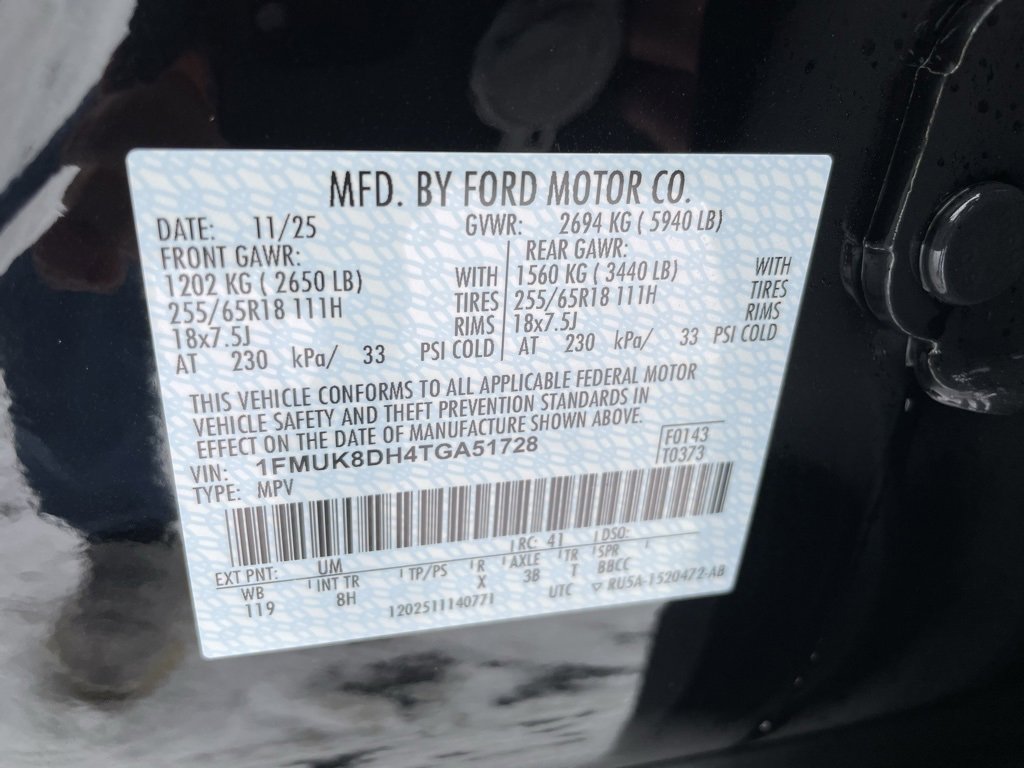 MFD. BY FORD MOTOR CO.
DATE: 11/25 GVWR: 2694 KG ( 5940 LB)
FRONT GAWR: REAR GAWR:
1202 KG ( 2650 LB) WITH 1560 KG ( 3440 LB) WITH
255/65R18 111H TIRES 255/65R18 111H TIRES
18x7.5J RIMS 18x7.5J RIMS
AT 230 kPa/ 33 PSI COLD AT 230 kPa/ 33 PSI COLD
THIS VEHICLE CONFORMS TO ALL APPLICABLE FEDERAL MOTOR
VEHICLE SAFETY AND THEFT PREVENTION STANDARDS IN
EFFECT ON THE DATE OF MANUFACTURE SHOWN ABOVE.
VIN: 1FMUK8DH4TGA51728 F0143
TYPE: MPV T0373
EXT PNT: UM RC: 41 DSO:
WB INT TR TP/PS R AXLE TR SPR
119 8H X 3B T BBCC
1202511140771 UTC ▽ RU5A-1520472-AB